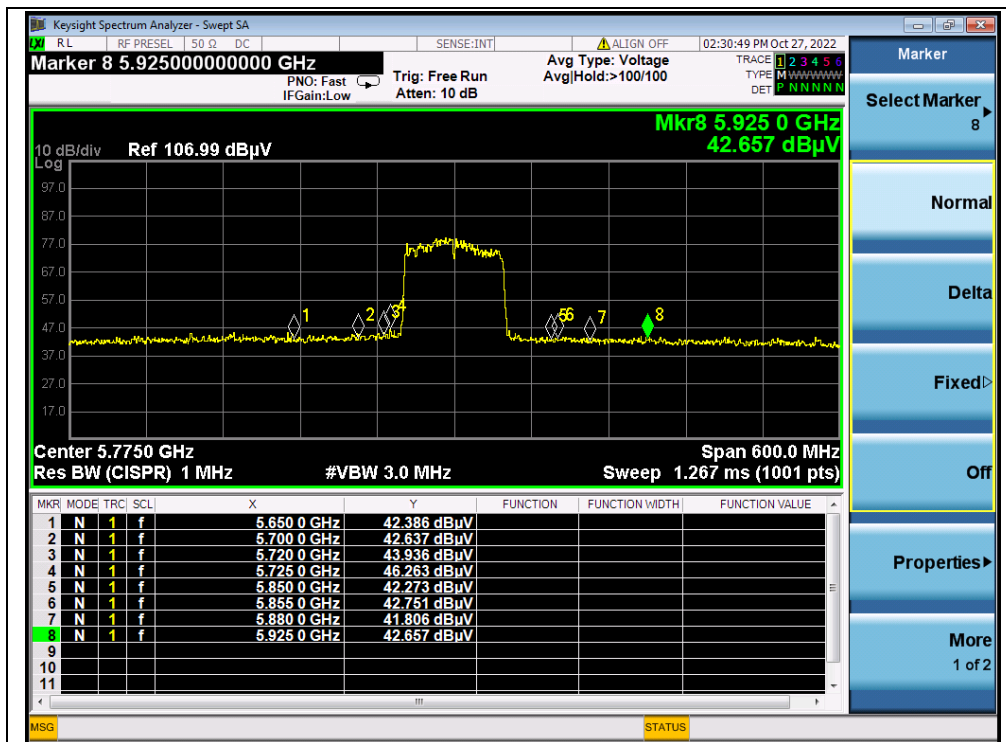 Keysight Spectrum Analyzer - Swept SA
LXI RL RF PRESEL 50 Ω DC SENSE:INT ALIGN OFF 02:30:49 PM Oct 27, 2022
Marker 8 5.925000000000 GHz
PNO: Fast
IFGain:Low
Trig: Free Run
Atten: 10 dB
Avg Type: Voltage
Avg|Hold:>100/100
TRACE 1 2 3 4 5 6
TYPE M WWWWW
DET P N N N N N
Mkr8 5.925 0 GHz
42.657 dBµV
10 dB/div Ref 106.99 dBµV
Log
97.0
87.0
77.0
67.0
57.0
47.0
37.0
27.0
17.0
1 2 3 4 5 6 7 8
Center 5.7750 GHz Span 600.0 MHz
Res BW (CISPR) 1 MHz #VBW 3.0 MHz Sweep 1.267 ms (1001 pts)
MKR MODE TRC SCL X Y FUNCTION FUNCTION WIDTH FUNCTION VALUE
1 N 1 f 5.650 0 GHz 42.386 dBµV
2 N 1 f 5.700 0 GHz 42.637 dBµV
3 N 1 f 5.720 0 GHz 43.936 dBµV
4 N 1 f 5.725 0 GHz 46.263 dBµV
5 N 1 f 5.850 0 GHz 42.273 dBµV
6 N 1 f 5.855 0 GHz 42.751 dBµV
7 N 1 f 5.880 0 GHz 41.806 dBµV
8 N 1 f 5.925 0 GHz 42.657 dBµV
9
10
11
MSG STATUS
Marker
Select Marker
8
Normal
Delta
Fixed
Off
Properties
More
1 of 2